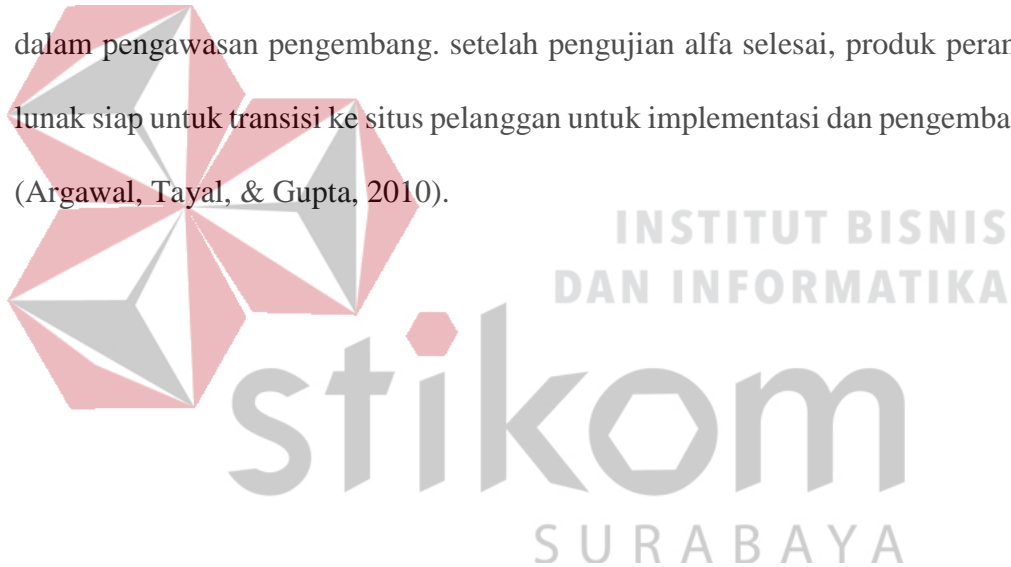 dalam pengawasan pengembang. setelah pengujian alfa selesai, produk peran
lunak siap untuk transisi ke situs pelanggan untuk implementasi dan pengemba
(Argawal, Tayal, & Gupta, 2010).
INSTITUT BISNIS
DAN INFORMATIKA
stikom
SURABAYA